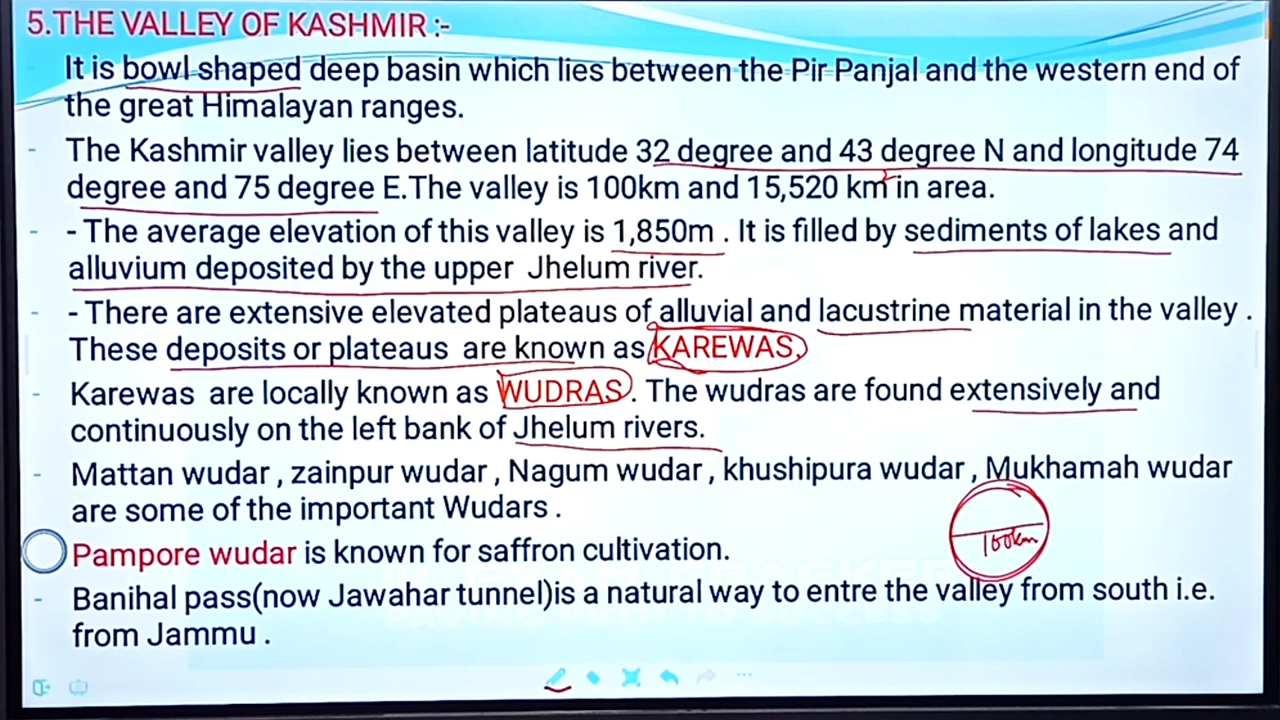 5.THE VALLEY OF KASHMIR :-
It is bowl shaped deep basin which lies between the Pir Panjal and the western end of
the great Himalayan ranges.
- The Kashmir valley lies between latitude 32 degree and 43 degree N and longitude 74
degree and 75 degree E.The valley is 100km and 15,520 km² in area.
- - The average elevation of this valley is 1,850m . It is filled by sediments of lakes and
alluvium deposited by the upper Jhelum river.
- - There are extensive elevated plateaus of alluvial and lacustrine material in the valley .
These deposits or plateaus are known as KAREWAS.
- Karewas are locally known as WUDRAS . The wudras are found extensively and
continuously on the left bank of Jhelum rivers.
- Mattan wudar , zainpur wudar , Nagum wudar , khushipura wudar , Mukhamah wudar
are some of the important Wudars .
100km
Pampore wudar is known for saffron cultivation.
- Banihal pass(now Jawahar tunnel)is a natural way to entre the valley from south i.e.
from Jammu .